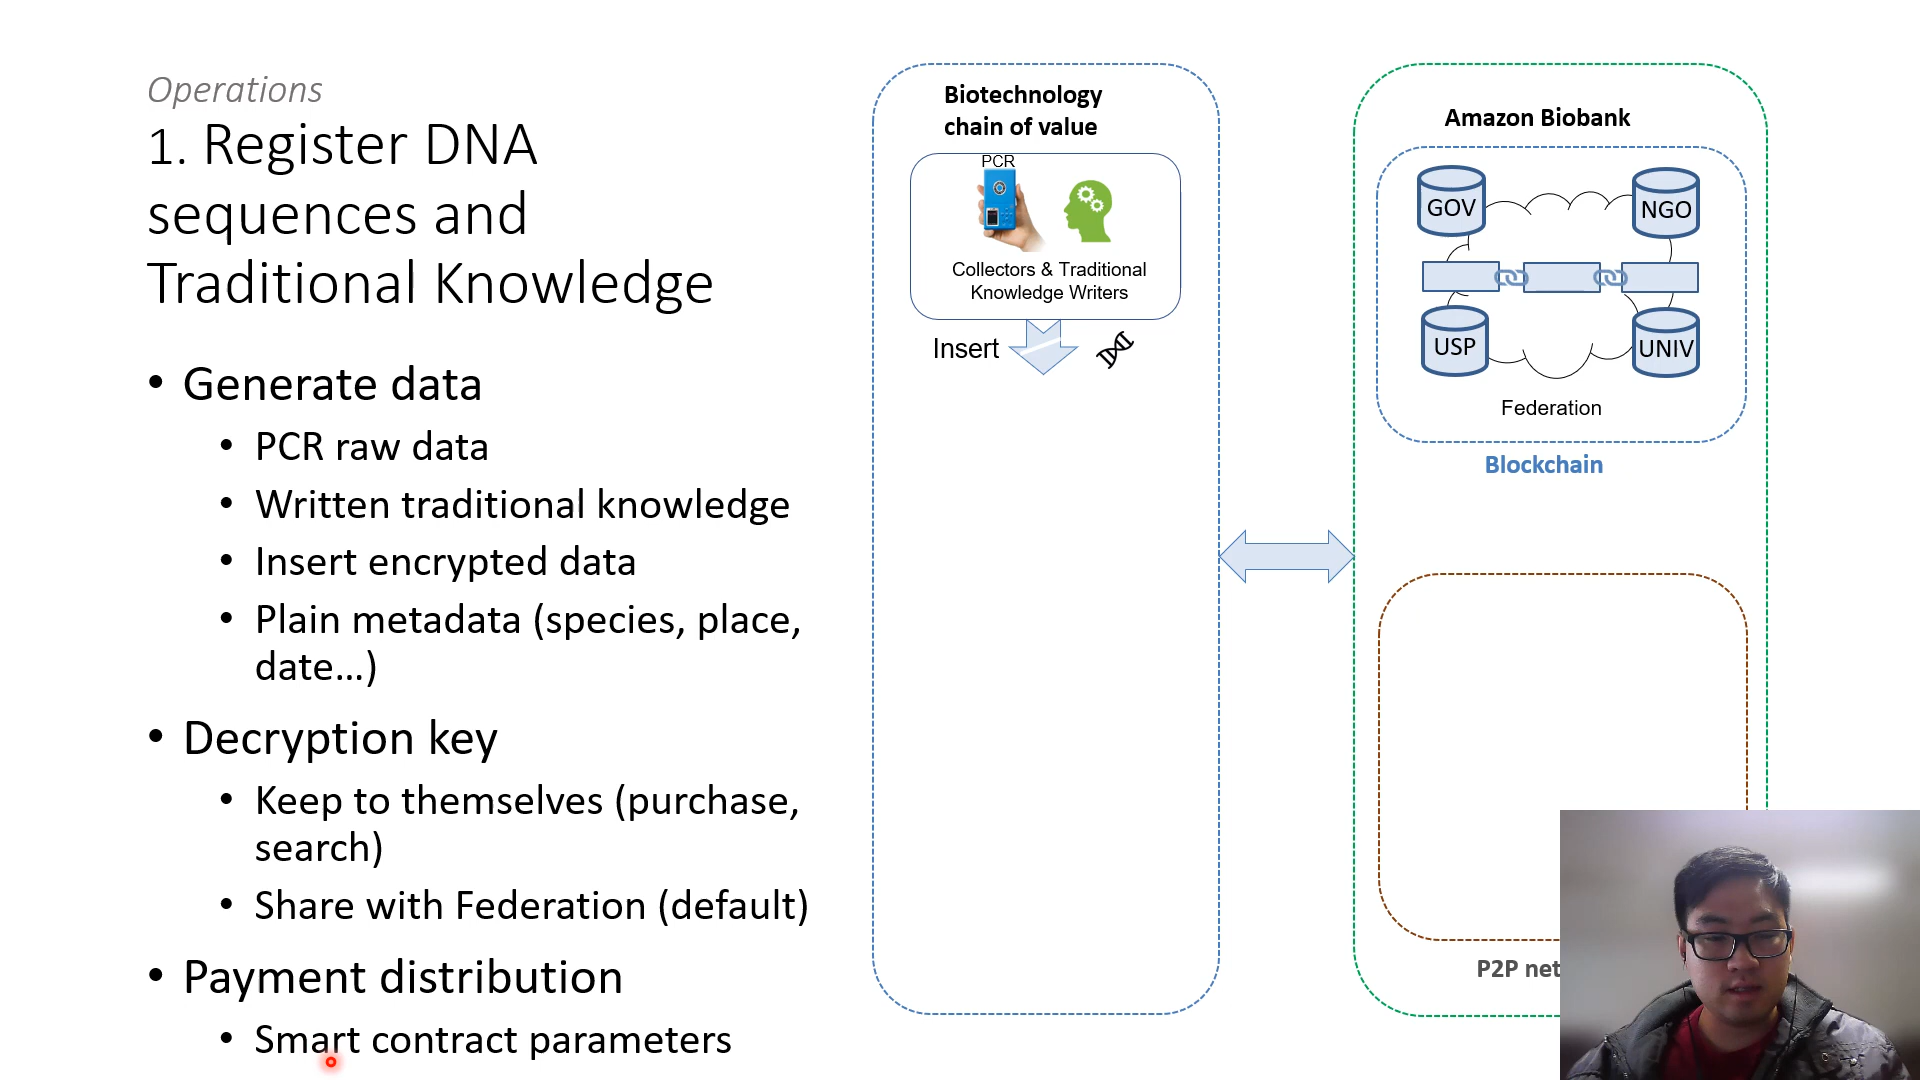 Operations
1. Register DNA
sequences and
Traditional Knowledge
• Generate data
• PCR raw data
• Written traditional knowledge
• Insert encrypted data
• Plain metadata (species, place,
date…)
• Decryption key
• Keep to themselves (purchase,
search)
• Share with Federation (default)
• Payment distribution
• Smart contract parameters
Biotechnology
chain of value
PCR
Collectors & Traditional
Knowledge Writers
Insert
Amazon Biobank
GOV
NGO
USP
UNIV
Federation
Blockchain
P2P net